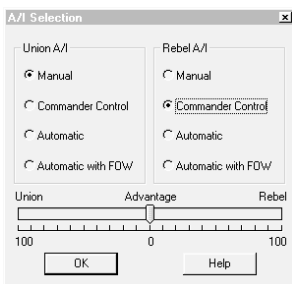 A/I Selection
Union A/I
Manual
Commander Control
Automatic
Automatic with FOW
Rebel A/I
Manual
Commander Control
Automatic
Automatic with FOW
Union Advantage Rebel
100 0 100
OK Help